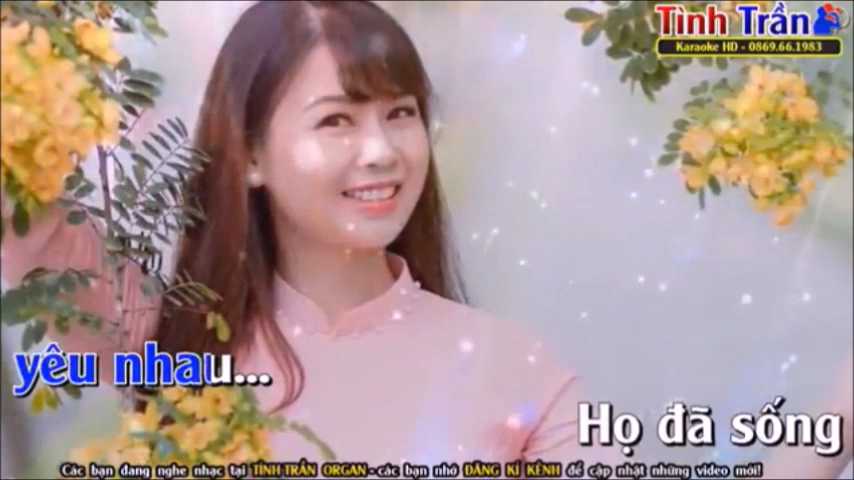 Tình Trần
Karaoke HD - 0869.66.1983
yêu nhau...
Họ đã sống
Các bạn đang nghe nhạc tại TÌNH TRẦN ORGAN - các bạn nhớ ĐĂNG KÍ KÊNH để cập nhật những video mới!